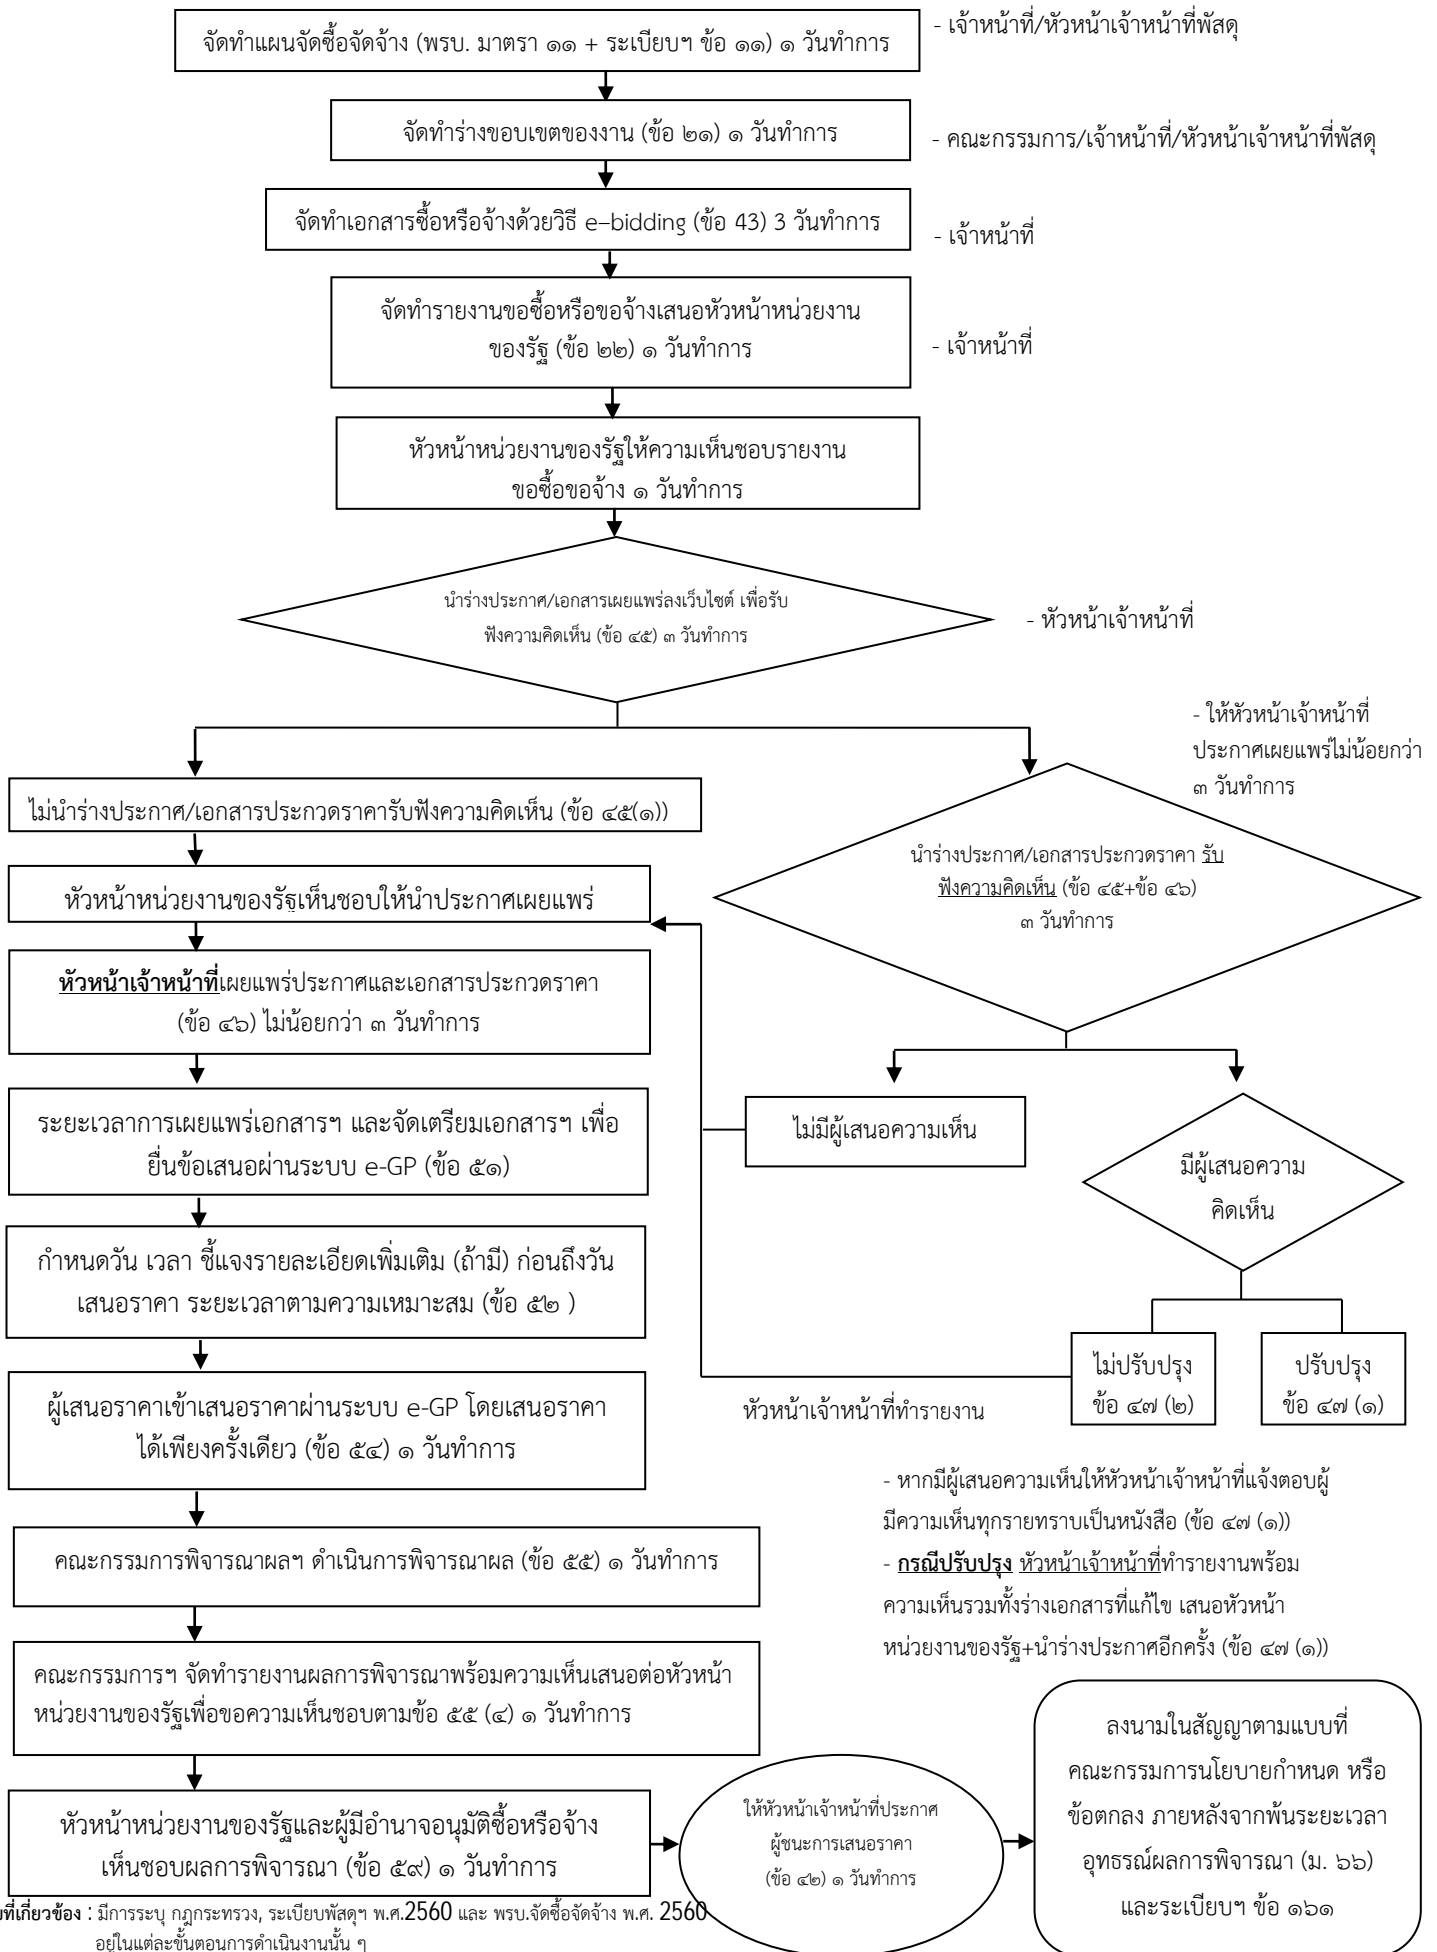 จัดทำแผนจัดซื้อจัดจ้าง (พรบ. มาตรา ๑๑ + ระเบียบฯ ข้อ ๑๑) ๑ วันทำการ
- เจ้าหน้าที่/หัวหน้าเจ้าหน้าที่พัสดุ
จัดทำร่างขอบเขตของงาน (ข้อ ๒๑) ๑ วันทำการ
- คณะกรรมการ/เจ้าหน้าที่/หัวหน้าเจ้าหน้าที่พัสดุ
จัดทำเอกสารซื้อหรือจ้างด้วยวิธี e–bidding (ข้อ 43) 3 วันทำการ
- เจ้าหน้าที่
จัดทำรายงานขอซื้อหรือขอจ้างเสนอหัวหน้าหน่วยงาน
ของรัฐ (ข้อ ๒๒) ๑ วันทำการ
- เจ้าหน้าที่
หัวหน้าหน่วยงานของรัฐให้ความเห็นชอบรายงาน
ขอซื้อขอจ้าง ๑ วันทำการ
นำร่างประกาศ/เอกสารเผยแพร่ลงเว็บไซต์ เพื่อรับ
ฟังความคิดเห็น (ข้อ ๔๕) ๓ วันทำการ
- หัวหน้าเจ้าหน้าที่
- ให้หัวหน้าเจ้าหน้าที่
ประกาศเผยแพร่ไม่น้อยกว่า
๓ วันทำการ
ไม่นำร่างประกาศ/เอกสารประกวดราคารับฟังความคิดเห็น (ข้อ ๔๕(๑))
นำร่างประกาศ/เอกสารประกวดราคา รับ
ฟังความคิดเห็น (ข้อ ๔๕+ข้อ ๔๖)
๓ วันทำการ
หัวหน้าหน่วยงานของรัฐเห็นชอบให้นำประกาศเผยแพร่
หัวหน้าเจ้าหน้าที่เผยแพร่ประกาศและเอกสารประกวดราคา
(ข้อ ๔๖) ไม่น้อยกว่า ๓ วันทำการ
ระยะเวลาการเผยแพร่เอกสารฯ และจัดเตรียมเอกสารฯ เพื่อ
ยื่นข้อเสนอผ่านระบบ e-GP (ข้อ ๕๑)
ไม่มีผู้เสนอความเห็น
มีผู้เสนอความ
คิดเห็น
กำหนดวัน เวลา ชี้แจงรายละเอียดเพิ่มเติม (ถ้ามี) ก่อนถึงวัน
เสนอราคา ระยะเวลาตามความเหมาะสม (ข้อ ๕๒ )
ไม่ปรับปรุง
ข้อ ๔๗ (๒)
ปรับปรุง
ข้อ ๔๗ (๑)
หัวหน้าเจ้าหน้าที่ทำรายงาน
ผู้เสนอราคาเข้าเสนอราคาผ่านระบบ e-GP โดยเสนอราคา
ได้เพียงครั้งเดียว (ข้อ ๕๔) ๑ วันทำการ
- หากมีผู้เสนอความเห็นให้หัวหน้าเจ้าหน้าที่แจ้งตอบผู้
มีความเห็นทุกรายทราบเป็นหนังสือ (ข้อ ๔๗ (๑))
- กรณีปรับปรุง หัวหน้าเจ้าหน้าที่ทำรายงานพร้อม
ความเห็นรวมทั้งร่างเอกสารที่แก้ไข เสนอหัวหน้า
หน่วยงานของรัฐ+นำร่างประกาศอีกครั้ง (ข้อ ๔๗ (๑))
คณะกรรมการพิจารณาผลฯ ดำเนินการพิจารณาผล (ข้อ ๕๕) ๑ วันทำการ
คณะกรรมการฯ จัดทำรายงานผลการพิจารณาพร้อมความเห็นเสนอต่อหัวหน้า
หน่วยงานของรัฐเพื่อขอความเห็นชอบตามข้อ ๕๕ (๔) ๑ วันทำการ
หัวหน้าหน่วยงานของรัฐและผู้มีอำนาจอนุมัติซื้อหรือจ้าง
เห็นชอบผลการพิจารณา (ข้อ ๕๙) ๑ วันทำการ
ให้หัวหน้าเจ้าหน้าที่ประกาศ
ผู้ชนะการเสนอราคา
(ข้อ ๔๒) ๑ วันทำการ
ลงนามในสัญญาตามแบบที่
คณะกรรมการนโยบายกำหนด หรือ
ข้อตกลง ภายหลังจากพ้นระยะเวลา
อุทธรณ์ผลการพิจารณา (ม. ๖๖)
และระเบียบฯ ข้อ ๑๖๑
ที่เกี่ยวข้อง : มีการระบุ กฎกระทรวง, ระเบียบพัสดุฯ พ.ศ.2560 และ พรบ.จัดซื้อจัดจ้าง พ.ศ. 2560
อยู่ในแต่ละขั้นตอนการดำเนินงานนั้น ๆ